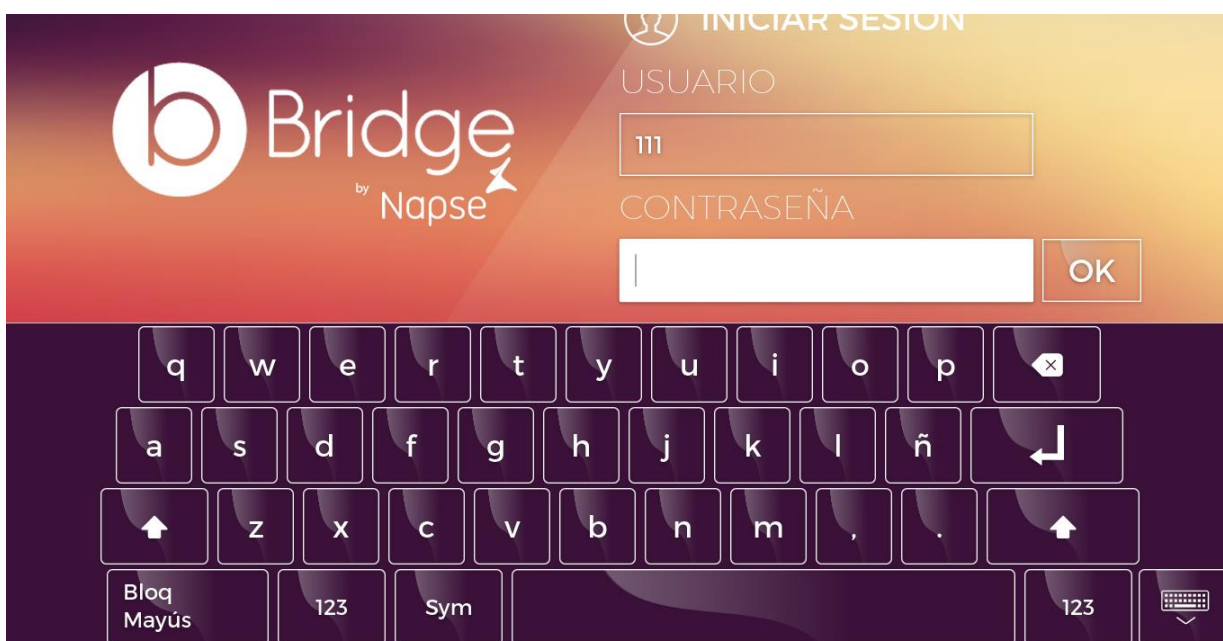 INICIAR SESIÓN
USUARIO
111
CONTRASEÑA
OK
Bridge
by Napse
q w e r t y u i o p
a s d f g h j k l ñ
z x c v b n m , .
Bloq
Mayús
123 Sym 123